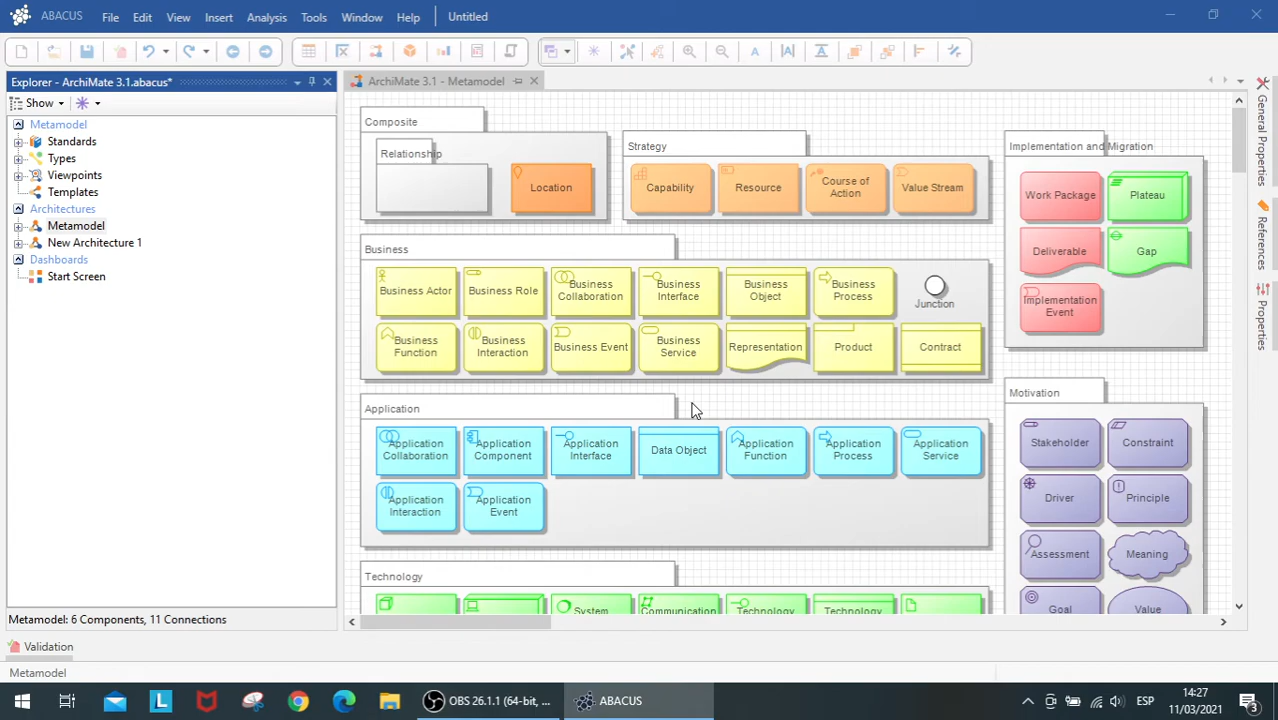 ABACUS File Edit View Insert Analysis Tools Window Help Untitled
Explorer - ArchiMate 3.1.abacus*
Show
Metamodel
Standards
Types
Viewpoints
Templates
Architectures
Metamodel
New Architecture 1
Dashboards
Start Screen
Metamodel: 6 Components, 11 Connections
Validation
Metamodel
ArchiMate 3.1 - Metamodel
Composite
Relationship
Location
Strategy
Capability
Resource
Course of
Action
Value Stream
Implementation and Migration
Work Package
Plateau
Deliverable
Gap
Implementation
Event
Business
Business Actor
Business Role
Business
Collaboration
Business
Interface
Business
Object
Business
Process
Junction
Business
Function
Business
Interaction
Business Event
Business
Service
Representation
Product
Contract
Application
Application
Collaboration
Application
Component
Application
Interface
Data Object
Application
Function
Application
Process
Application
Service
Application
Interaction
Application
Event
Motivation
Stakeholder
Constraint
Driver
Principle
Assessment
Meaning
Goal
Value
Technology
System
Communication
Technology
Technology
General Properties
References
Properties
OBS 26.1.1 (64-bit, ...
ABACUS
ESP
14:27
11/03/2021
3